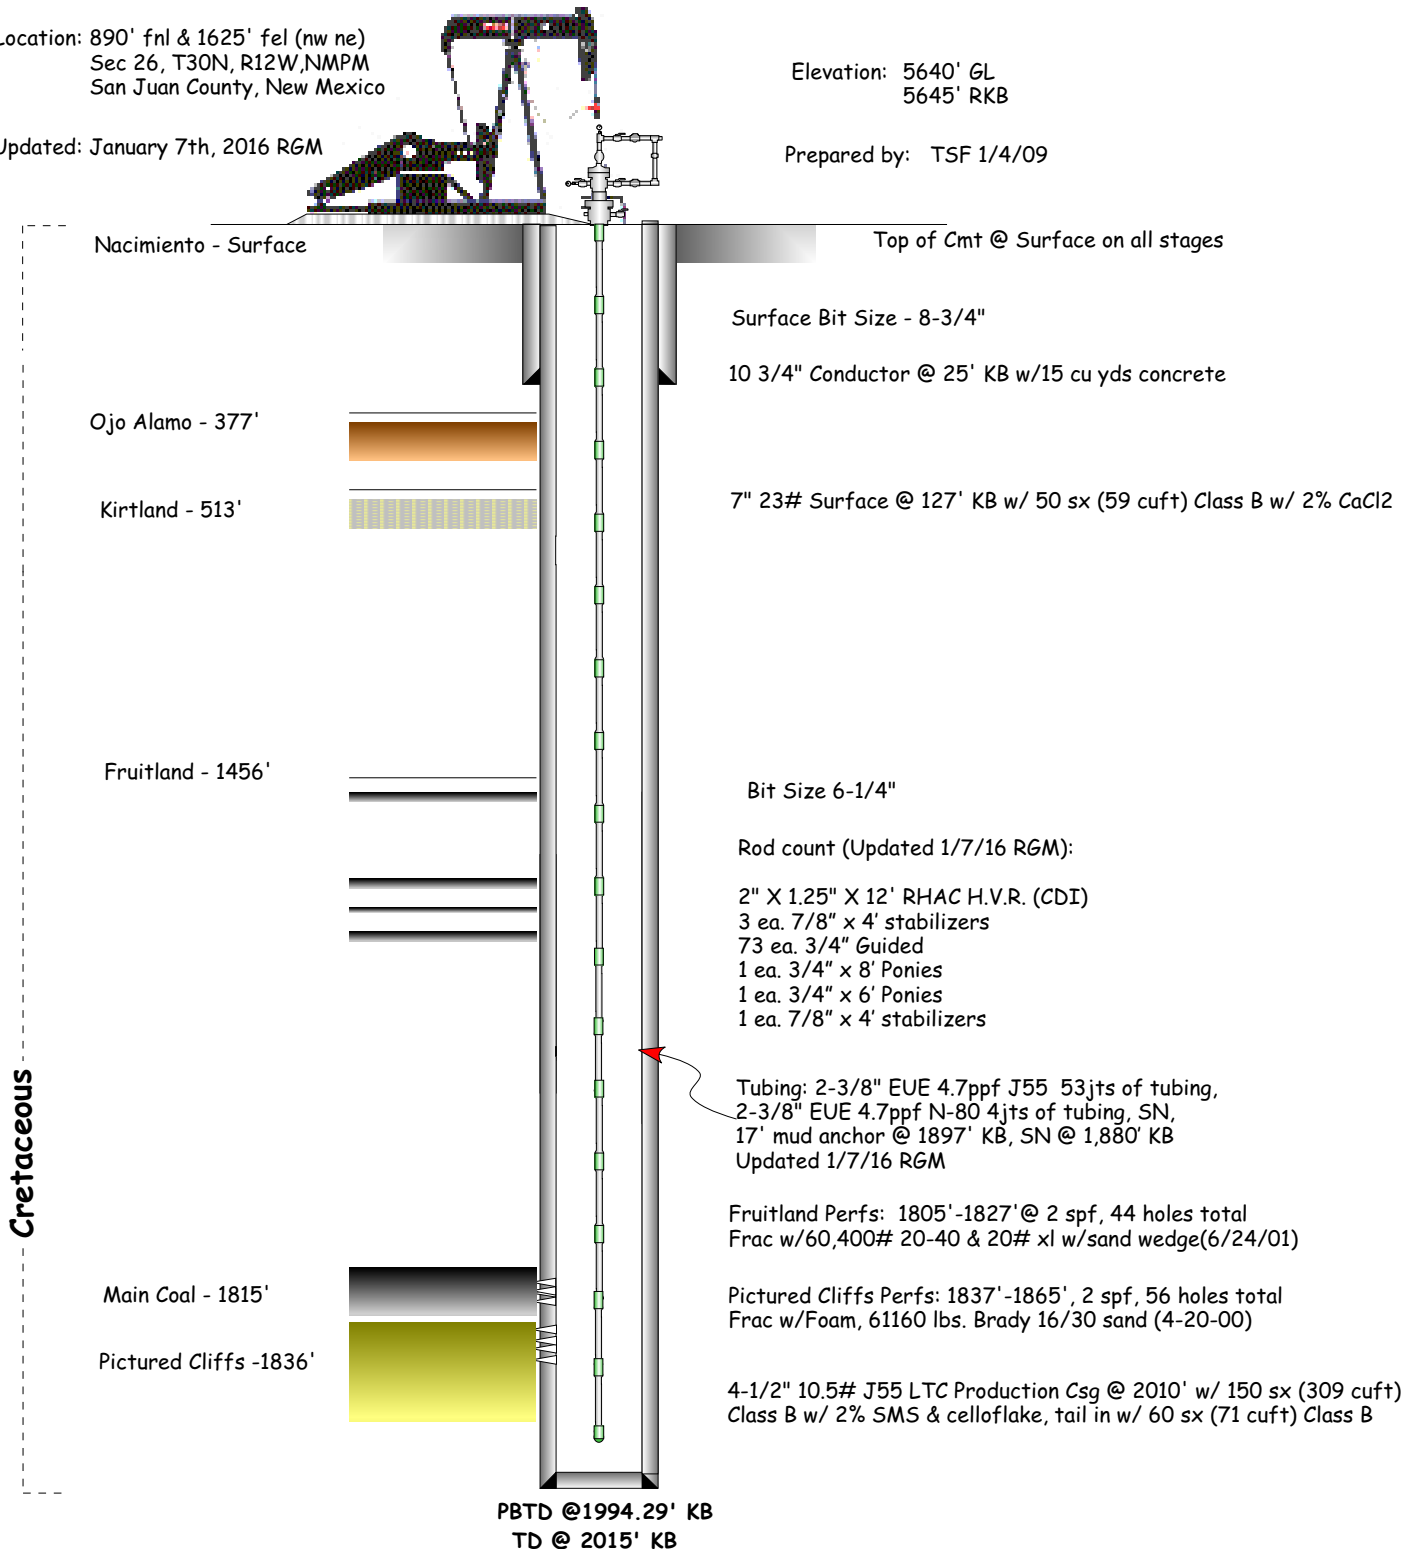 Location: 890' fnl & 1625' fel (nw ne)
Sec 26, T30N, R12W,NMPM
San Juan County, New Mexico
Updated: January 7th, 2016 RGM
Elevation: 5640' GL
5645' RKB
Prepared by: TSF 1/4/09
Nacimiento - Surface
Top of Cmt @ Surface on all stages
Surface Bit Size - 8-3/4"
10 3/4" Conductor @ 25' KB w/15 cu yds concrete
Ojo Alamo - 377'
Kirtland - 513'
7" 23# Surface @ 127' KB w/ 50 sx (59 cuft) Class B w/ 2% CaCl2
Fruitland - 1456'
Bit Size 6-1/4"
Rod count (Updated 1/7/16 RGM):
2" X 1.25" X 12' RHAC H.V.R. (CDI)
3 ea. 7/8" x 4' stabilizers
73 ea. 3/4" Guided
1 ea. 3/4" x 8' Ponies
1 ea. 3/4" x 6' Ponies
1 ea. 7/8" x 4' stabilizers
Tubing: 2-3/8" EUE 4.7ppf J55 53jts of tubing,
2-3/8" EUE 4.7ppf N-80 4jts of tubing, SN,
17' mud anchor @ 1897' KB, SN @ 1,880' KB
Updated 1/7/16 RGM
Cretaceous
Fruitland Perfs: 1805'-1827'@ 2 spf, 44 holes total
Frac w/60,400# 20-40 & 20# xl w/sand wedge(6/24/01)
Main Coal - 1815'
Pictured Cliffs Perfs: 1837'-1865', 2 spf, 56 holes total
Frac w/Foam, 61160 lbs. Brady 16/30 sand (4-20-00)
Pictured Cliffs -1836'
4-1/2" 10.5# J55 LTC Production Csg @ 2010' w/ 150 sx (309 cuft)
Class B w/ 2% SMS & celloflake, tail in w/ 60 sx (71 cuft) Class B
PBTD @1994.29' KB
TD @ 2015' KB